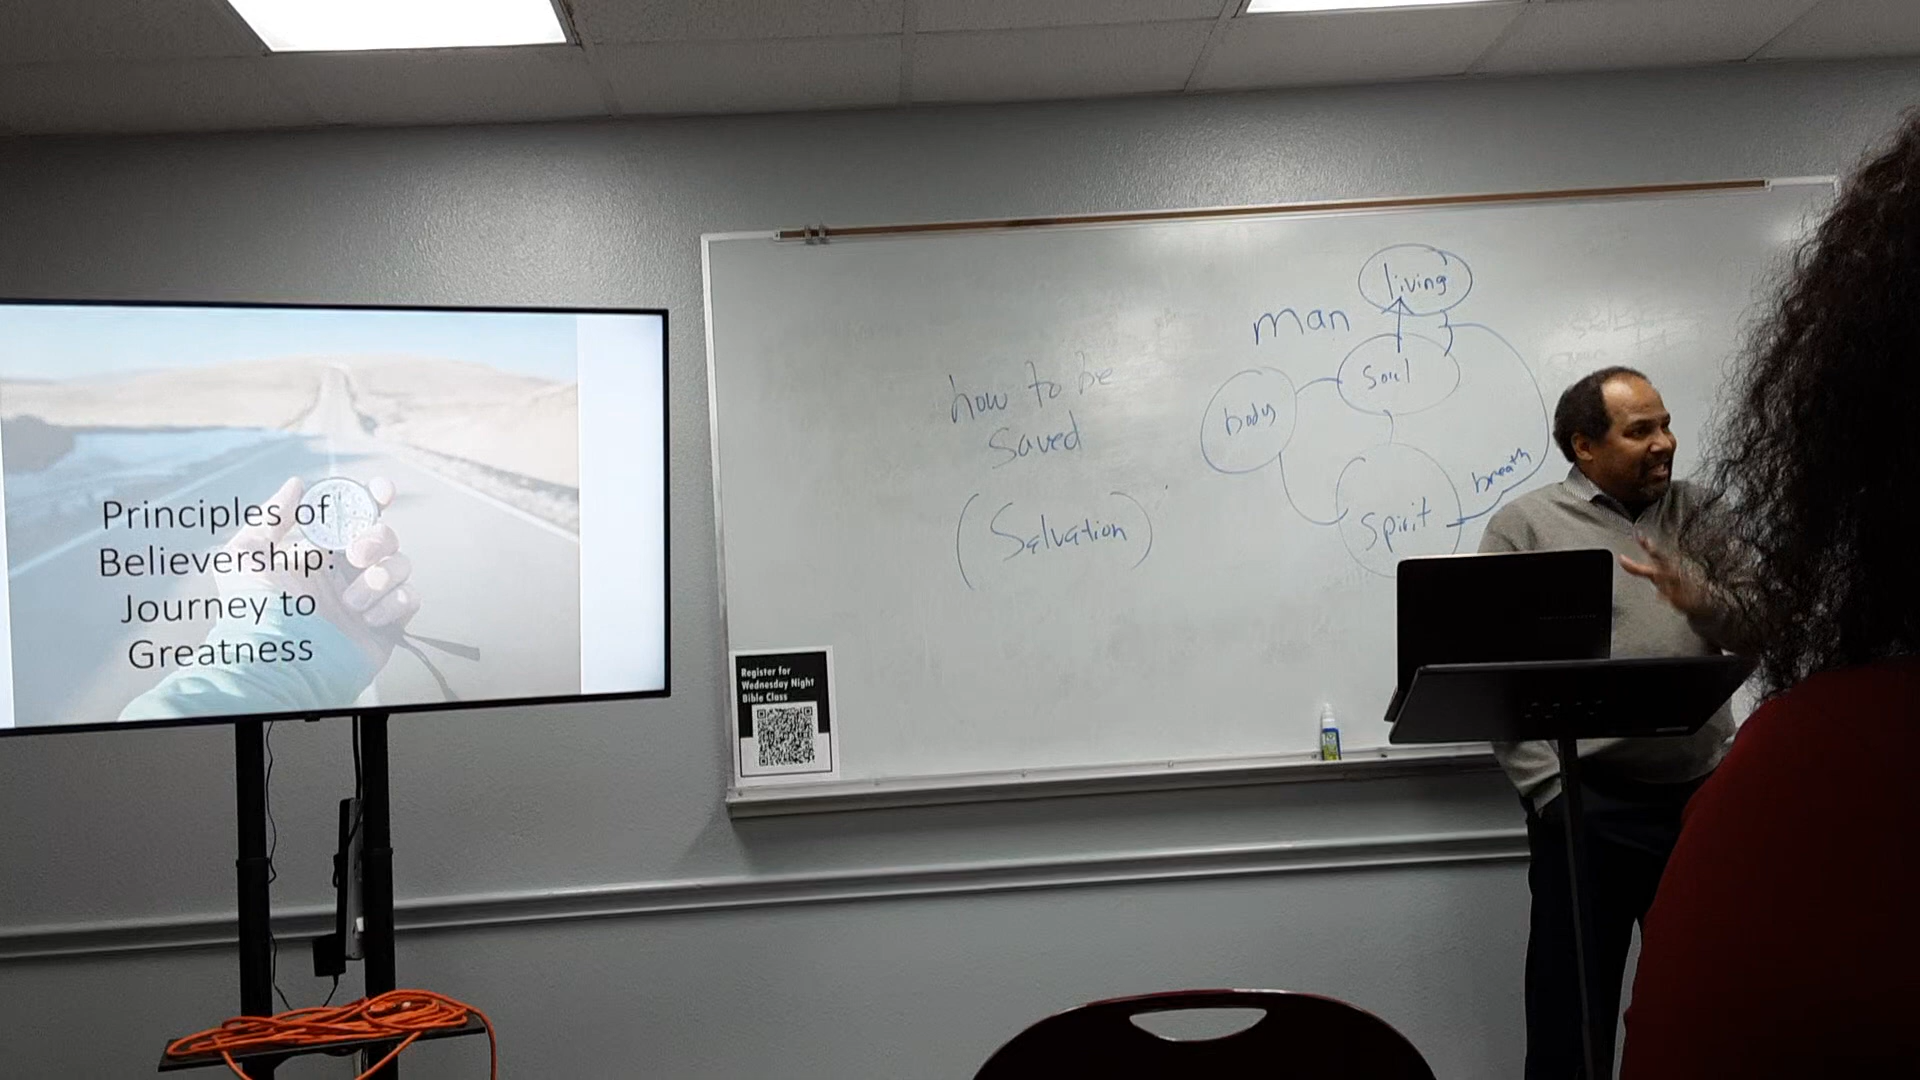 Principles of
Believership:
Journey to
Greatness
how to be
saved
(Salvation)
man
living
soul
body
spirit
breath
Register for
Wednesday Night
Bible Class